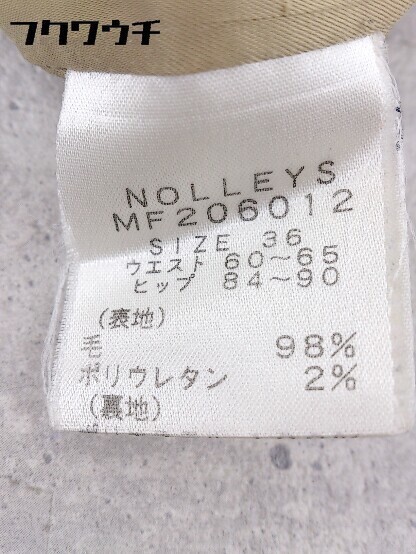 フクワウチ
NOLLEYS
MF206012
SIZE 36
ウエスト 60~65
ヒップ 84~90
(表地)
毛 98%
ポリウレタン 2%
(裏地)